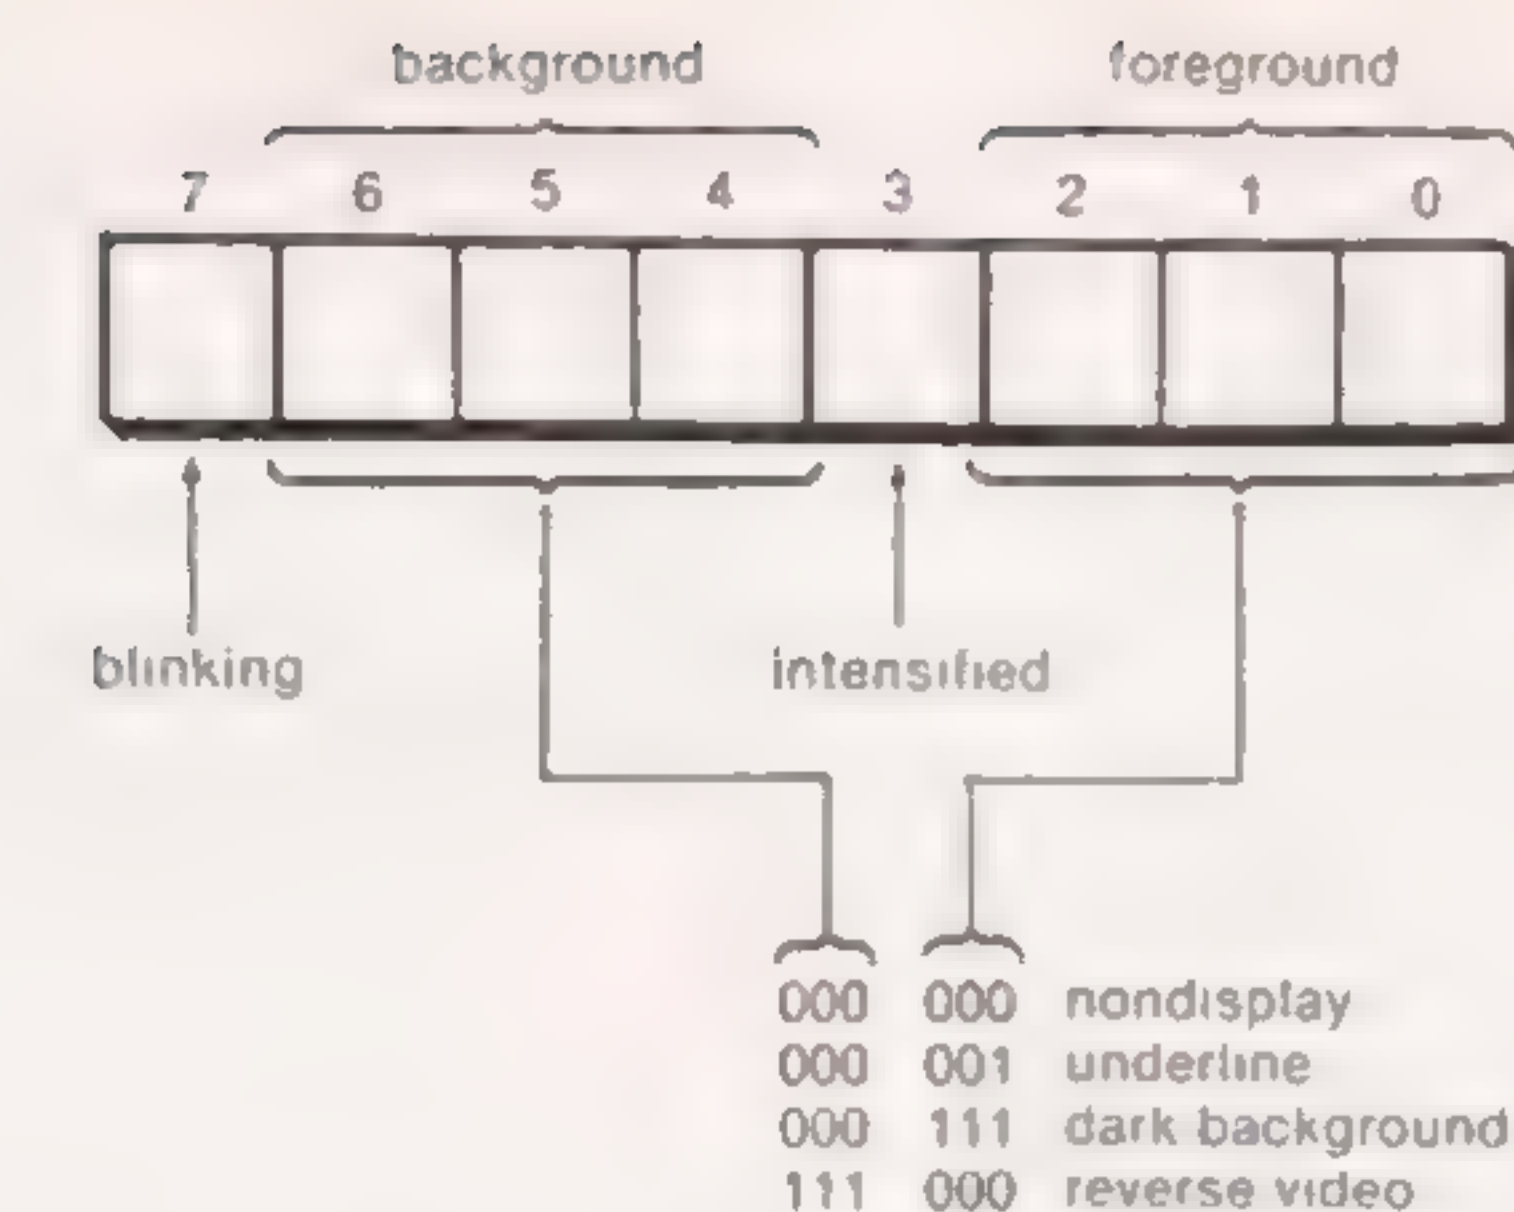 background foreground
7 6 5 4 3 2 1 0
blinking intensified
000 000 nondisplay
000 001 underline
000 111 dark background
111 000 reverse video